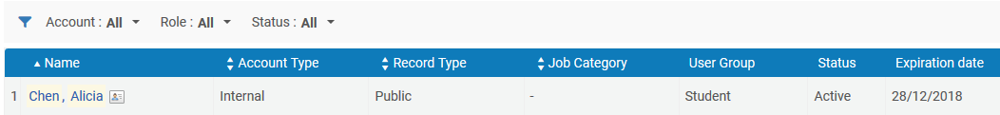 Account : All Role : All Status : All
Name Account Type Record Type Job Category User Group Status Expiration date
1 Chen , Alicia Internal Public - Student Active 28/12/2018